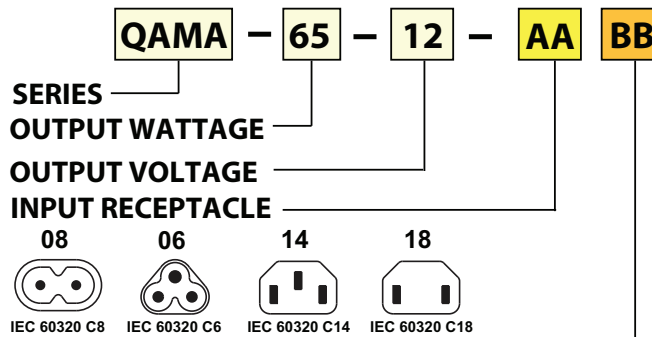 QAMA – 65 – 12 – AA BB
SERIES
OUTPUT WATTAGE
OUTPUT VOLTAGE
INPUT RECEPTACLE
08 06 14 18
IEC 60320 C8 IEC 60320 C6 IEC 60320 C14 IEC 60320 C18